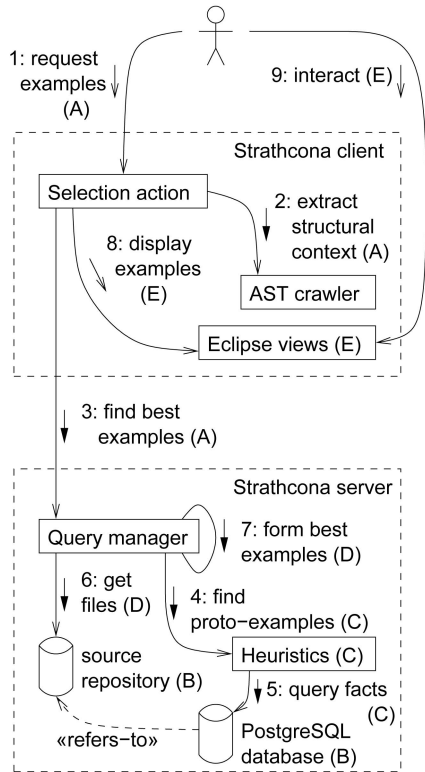 1: request
examples
(A)
9: interact (E)
Strathcona client
Selection action
2: extract
structural
context (A)
8: display
examples
(E)
AST crawler
Eclipse views (E)
3: find best
examples (A)
Strathcona server
Query manager
7: form best
examples (D)
6: get
files (D)
4: find
proto−examples (C)
source
repository (B)
Heuristics (C)
5: query facts
(C)
«refers−to»
PostgreSQL
database (B)